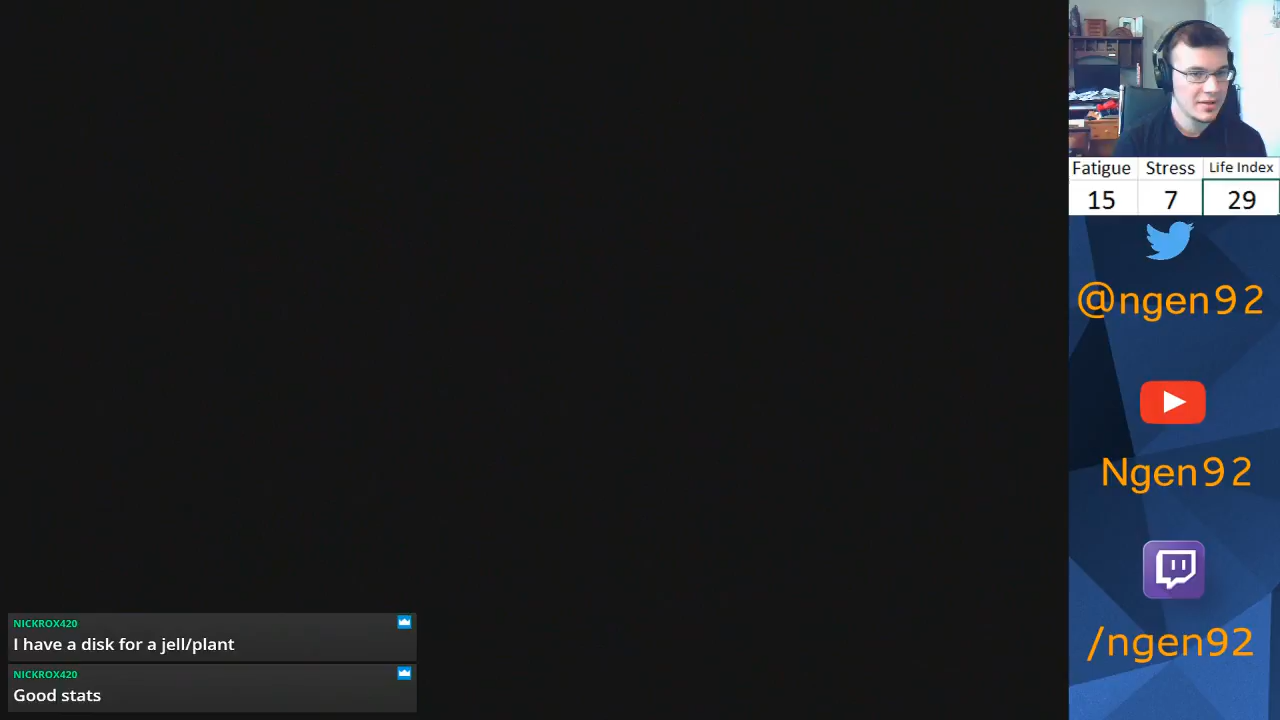 Fatigue Stress Life Index
15 7 29
@ngen92
Ngen92
/ngen92
NICKROX420
I have a disk for a jell/plant
NICKROX420
Good stats